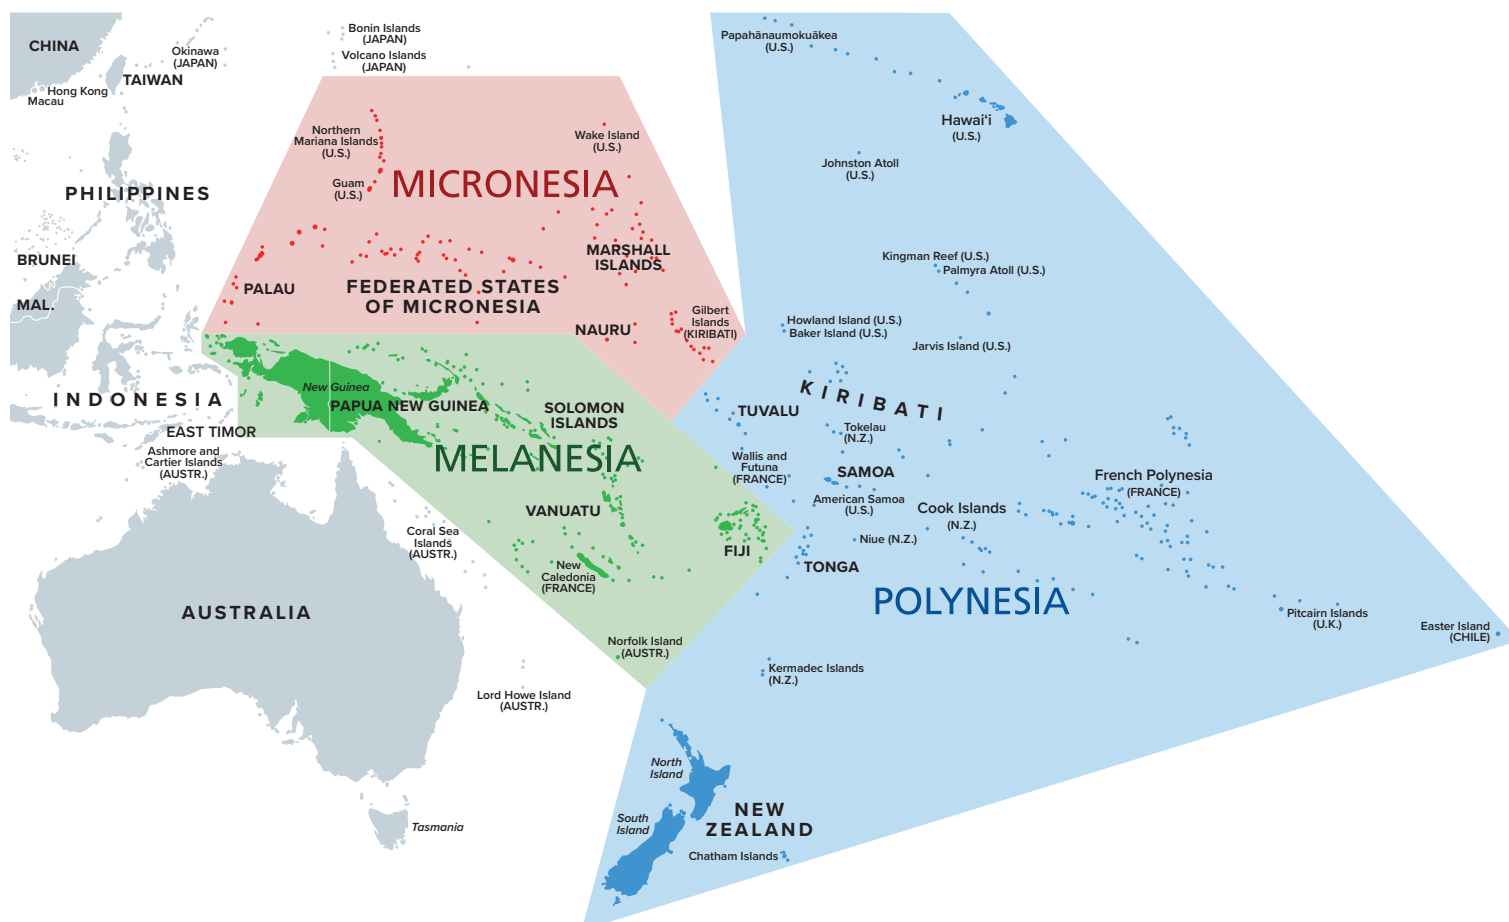 CHINA
Okinawa
(JAPAN)
TAIWAN
Hong Kong
Macau
Bonin Islands
(JAPAN)
Volcano Islands
(JAPAN)
PHILIPPINES
BRUNEI
MAL.
INDONESIA
EAST TIMOR
Ashmore and
Cartier Islands
(AUSTR.)
Northern
Mariana Islands
(U.S.)
Guam
(U.S.)
Wake Island
(U.S.)
MICRONESIA
MARSHALL
ISLANDS
PALAU
FEDERATED STATES
OF MICRONESIA
NAURU
Gilbert
Islands
(KIRIBATI)
New Guinea
PAPUA NEW GUINEA
SOLOMON
ISLANDS
MELANESIA
VANUATU
FIJI
New
Caledonia
(FRANCE)
Coral Sea
Islands
(AUSTR.)
Norfolk Island
(AUSTR.)
Lord Howe Island
(AUSTR.)
AUSTRALIA
Tasmania
Papahānaumokuākea
(U.S.)
Hawai‘i
(U.S.)
Johnston Atoll
(U.S.)
Kingman Reef (U.S.)
Palmyra Atoll (U.S.)
Howland Island (U.S.)
Baker Island (U.S.)
Jarvis Island (U.S.)
KIRIBATI
TUVALU
Tokelau
(N.Z.)
Wallis and
Futuna
(FRANCE)
SAMOA
American Samoa
(U.S.)
Cook Islands
(N.Z.)
French Polynesia
(FRANCE)
Niue (N.Z.)
TONGA
POLYNESIA
Pitcairn Islands
(U.K.)
Easter Island
(CHILE)
Kermadec Islands
(N.Z.)
North
Island
South
Island
NEW
ZEALAND
Chatham Islands